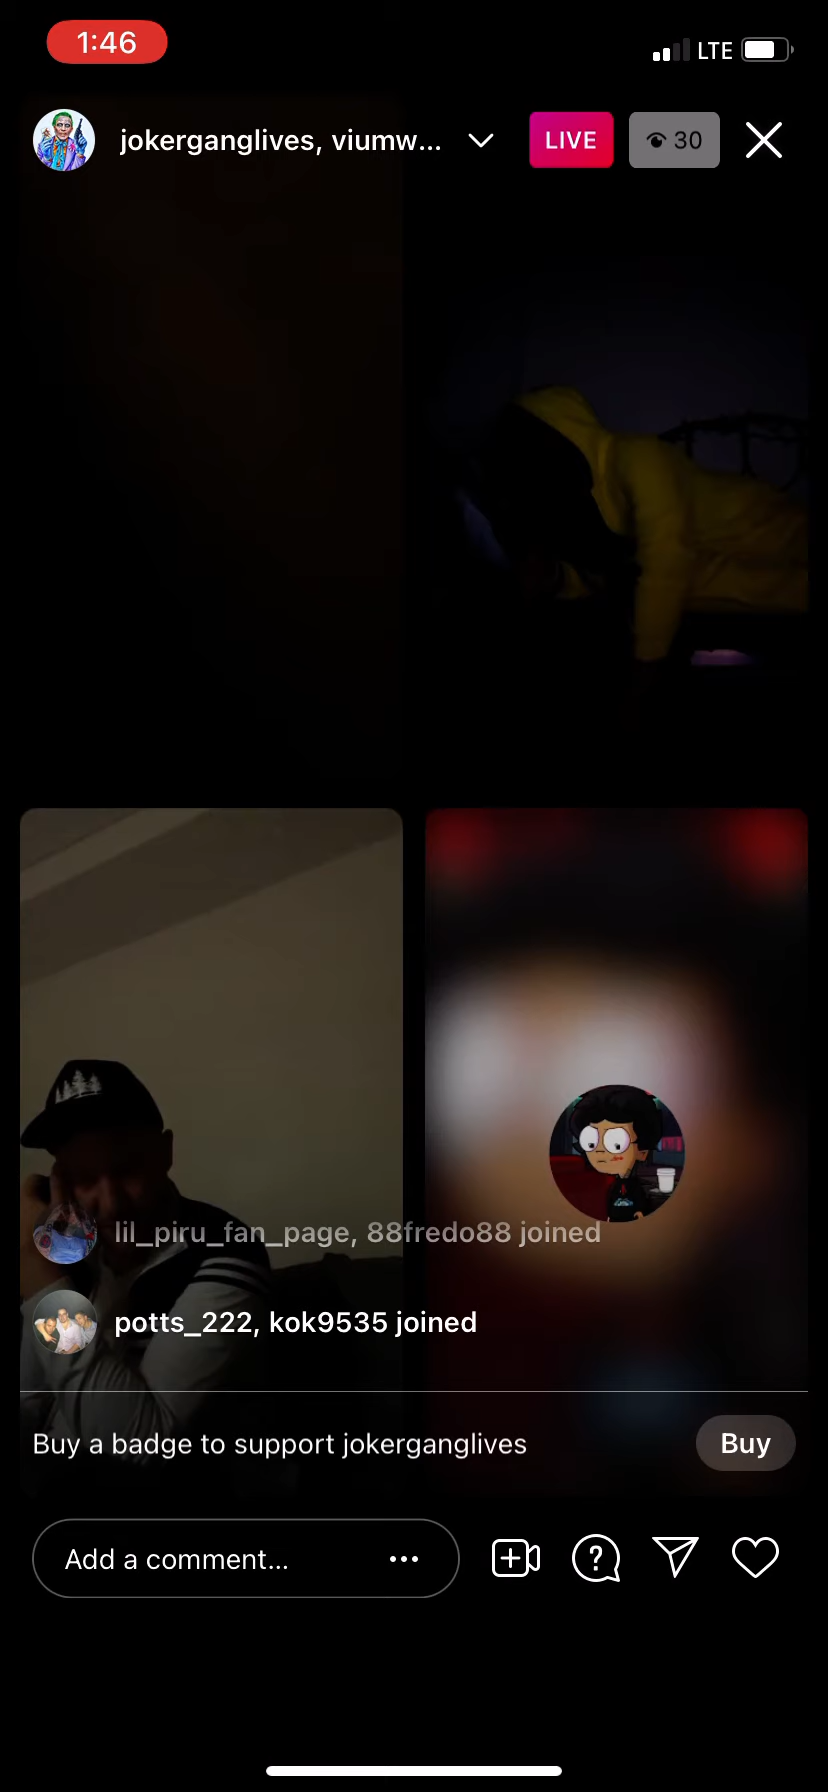 1:46
LTE
jokerganglives, viumw...
LIVE
30
lil_piru_fan_page, 88fredo88 joined
potts_222, kok9535 joined
Buy a badge to support jokerganglives
Buy
Add a comment...